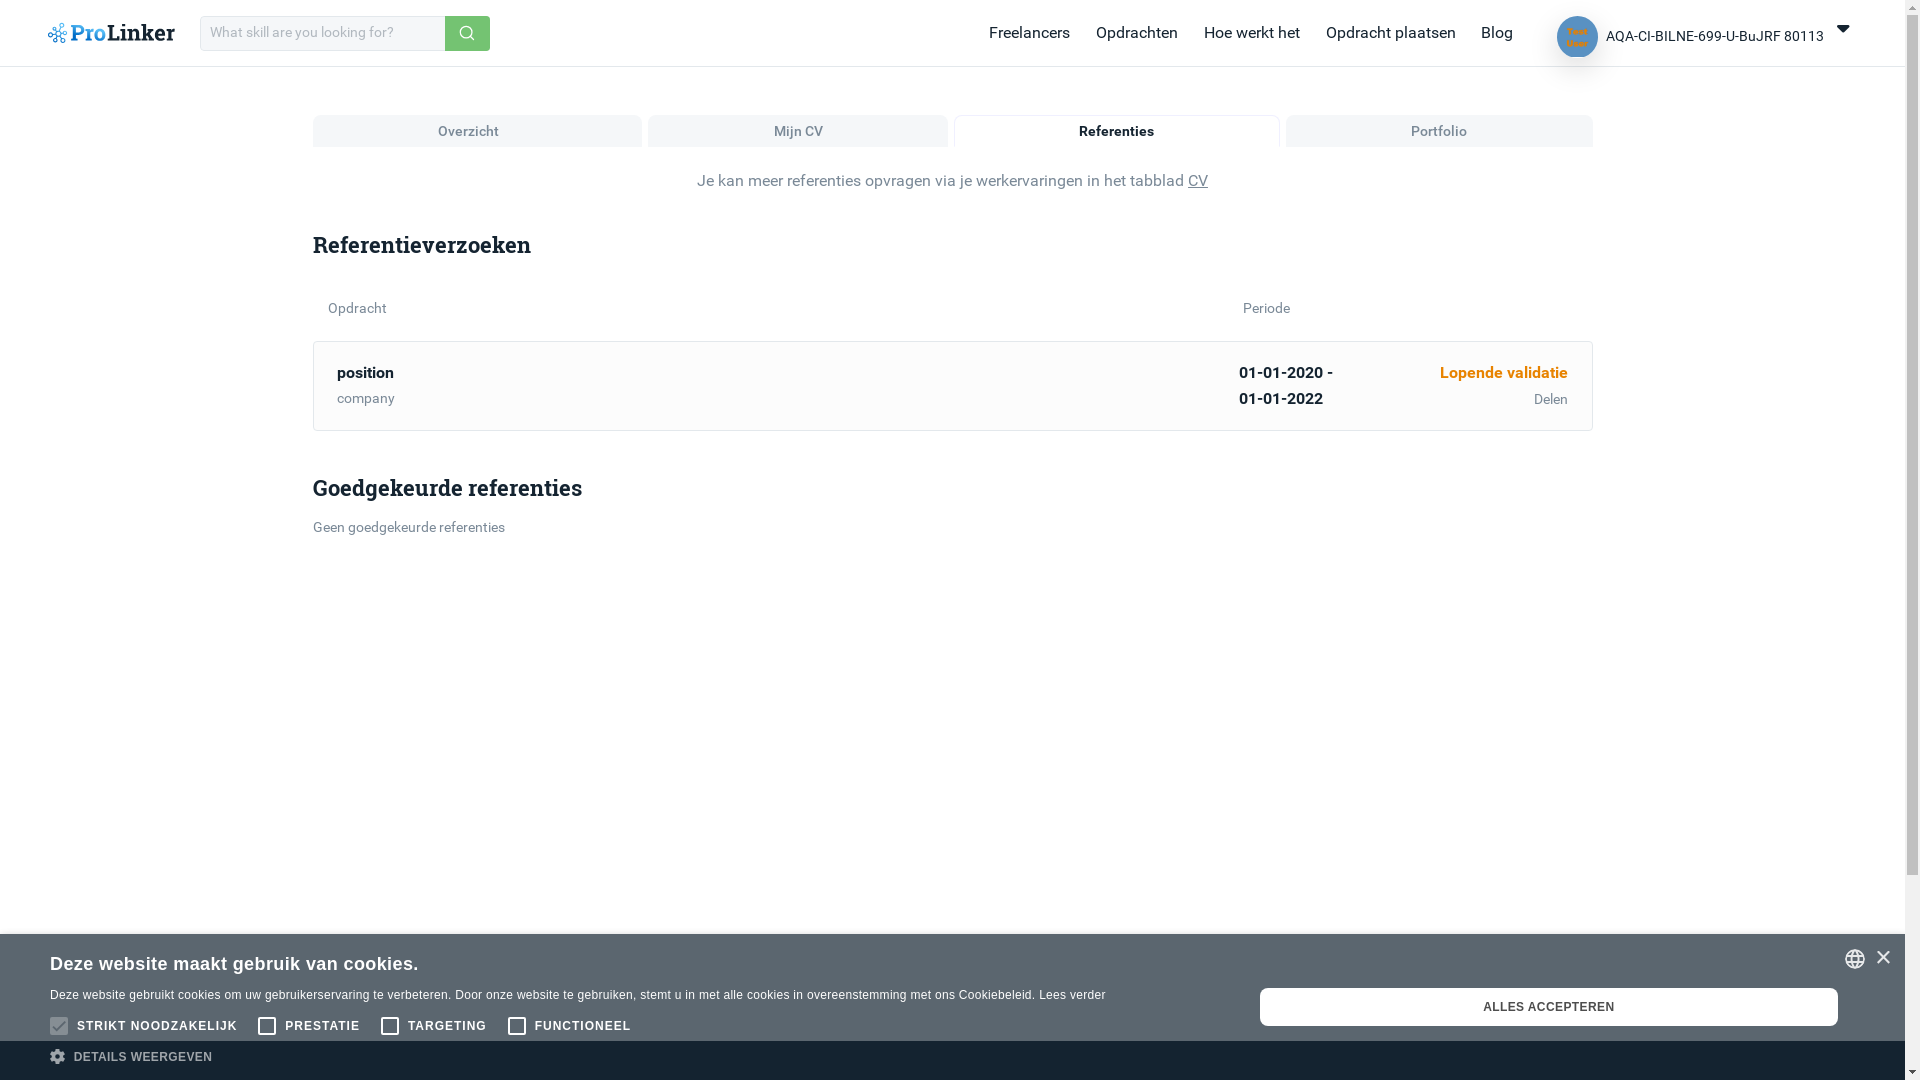 ProLinker
What skill are you looking for?
Freelancers
Opdrachten
Hoe werkt het
Opdracht plaatsen
Blog
Test
User
AQA-CI-BILNE-699-U-BuJRF 80113
Overzicht
Mijn CV
Referenties
Portfolio
Je kan meer referenties opvragen via je werkervaringen in het tabblad CV
Referentieverzoeken
Opdracht
Periode
position
company
01-01-2020 -
01-01-2022
Lopende validatie
Delen
Goedgekeurde referenties
Geen goedgekeurde referenties
Deze website maakt gebruik van cookies.
Deze website gebruikt cookies om uw gebruikerservaring te verbeteren. Door onze website te gebruiken, stemt u in met alle cookies in overeenstemming met ons Cookiebeleid. Lees verder
STRIKT NOODZAKELIJK
PRESTATIE
TARGETING
FUNCTIONEEL
DETAILS WEERGEVEN
ALLES ACCEPTEREN